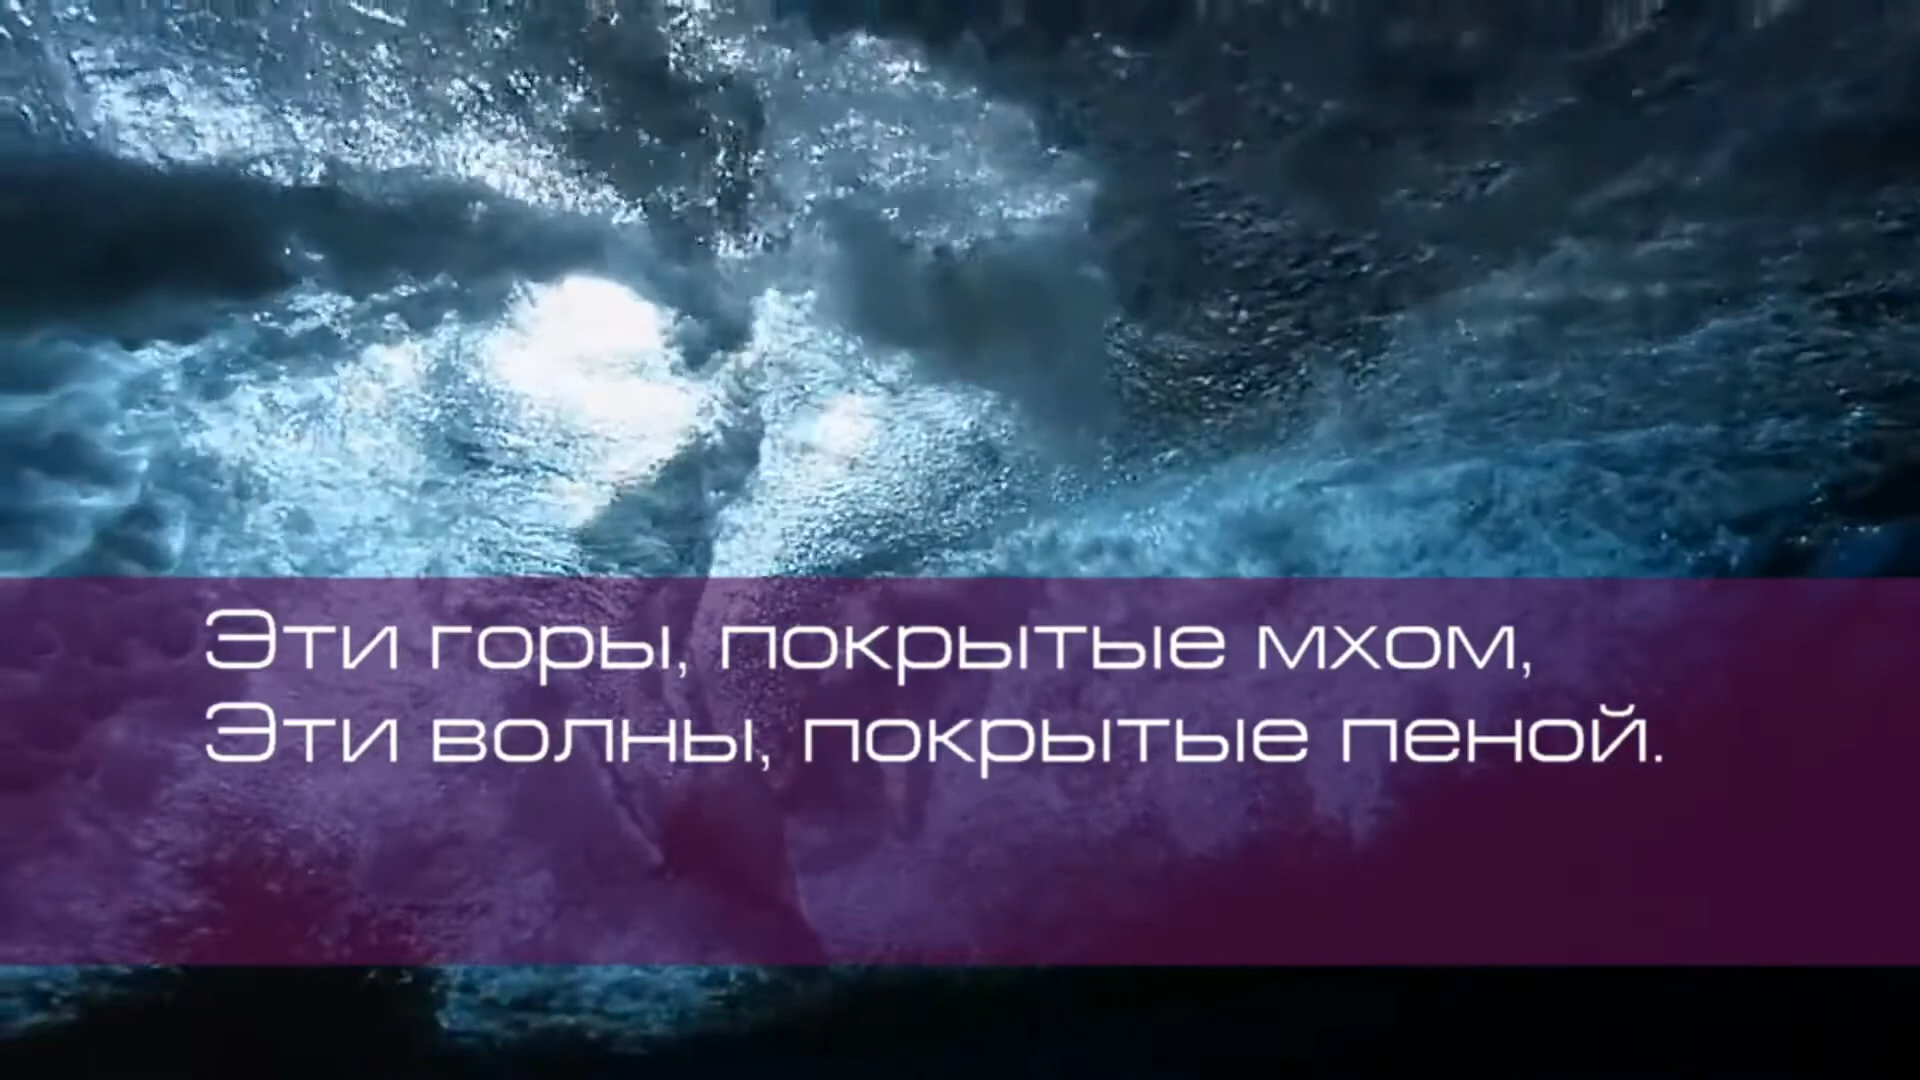 Эти горы, покрытые мхом,
Эти волны, покрытые пеной.